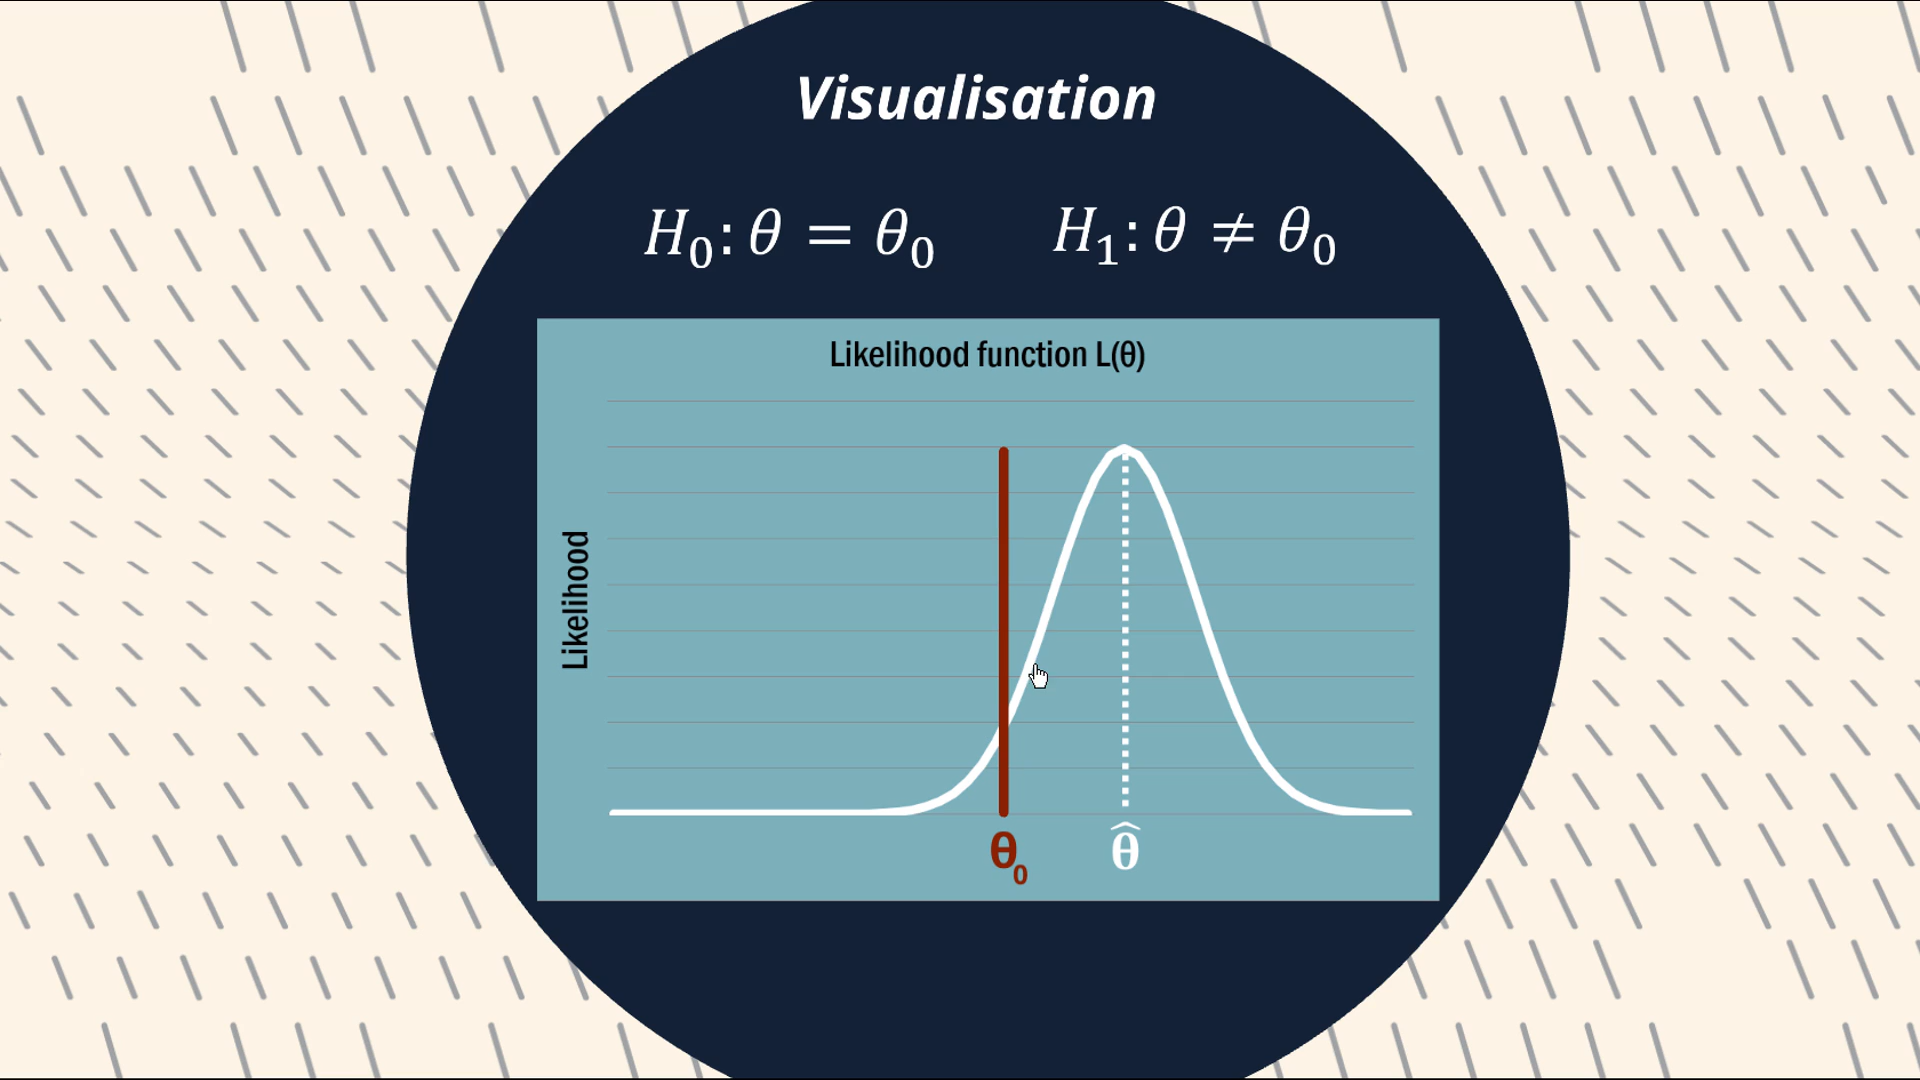 Visualisation
H₀: θ = θ₀ H₁: θ ≠ θ₀
Likelihood function L(θ)
Likelihood
θ₀ θ̂